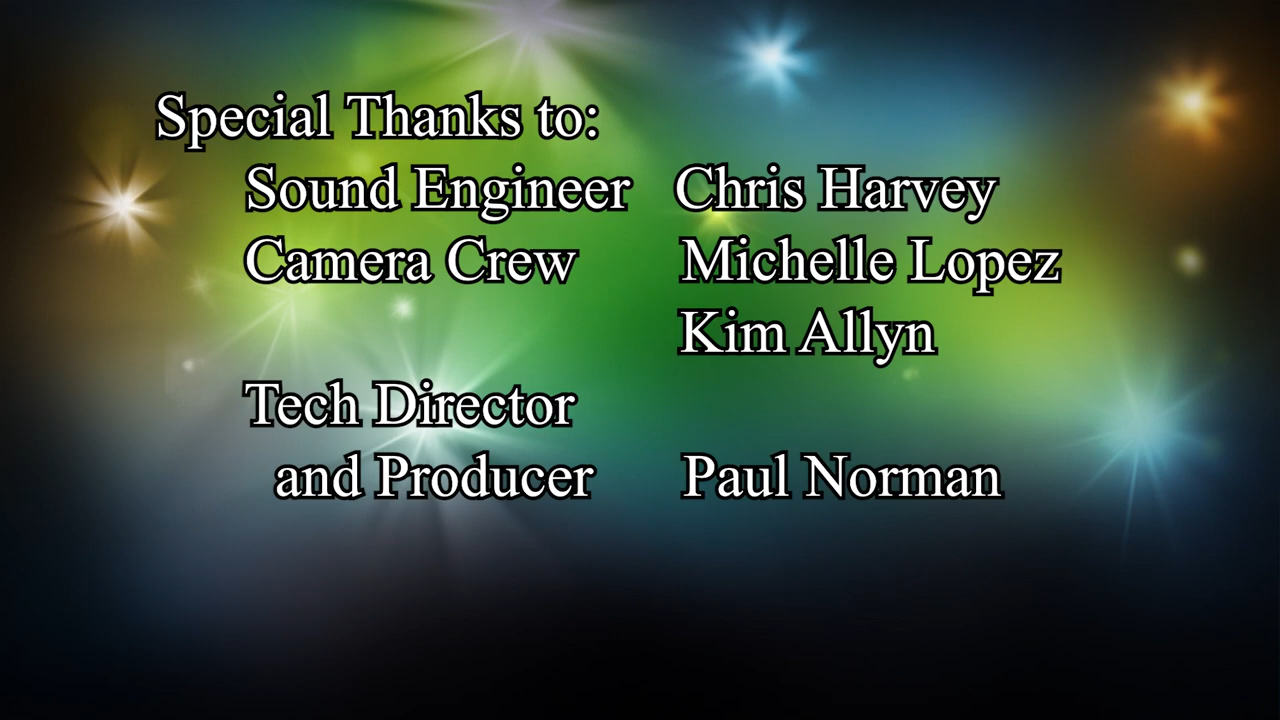 Special Thanks to:
Sound Engineer Chris Harvey
Camera Crew Michelle Lopez
Kim Allyn
Tech Director
and Producer Paul Norman